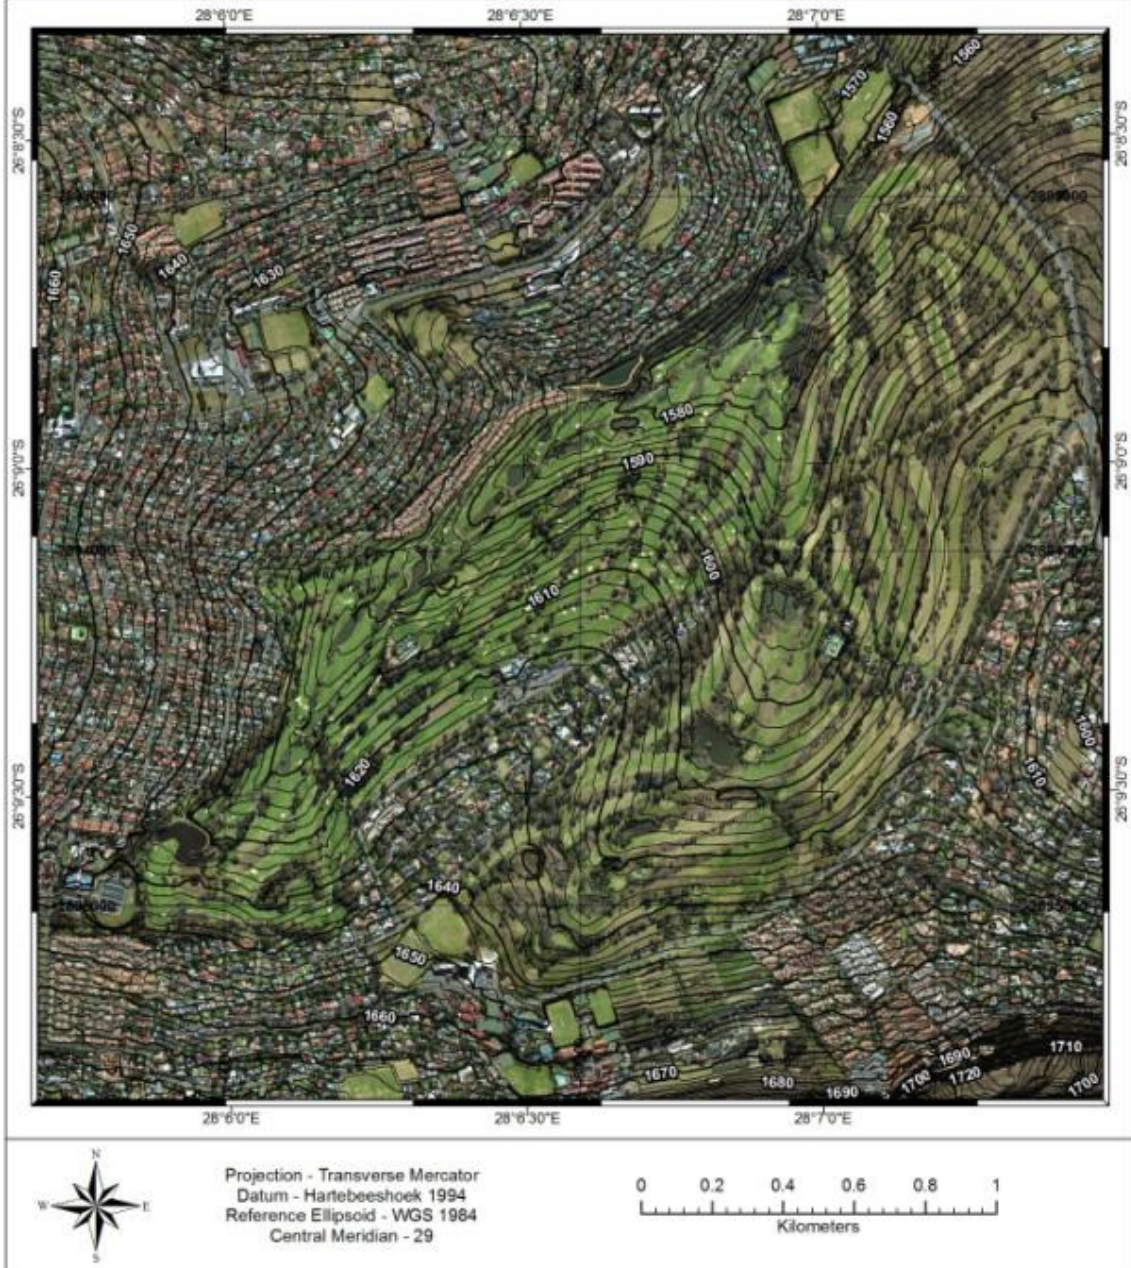 28°6'0"E 28°6'30"E 28°7'0"E
1560
1570
26°8'30"S 1560 26°8'30"S
1650
1640
1660 1630
1580
26°9'0"S 1590 26°9'0"S
1600
1610
1600
1620 1610
26°9'30"S 26°9'30"S
1640
1650
1660
1710
1690
1670 1680 1690 1700 1720 1700
28°6'0"E 28°6'30"E 28°7'0"E
N
W E
S
Projection - Transverse Mercator
Datum - Hartebeeshoek 1994
Reference Ellipsoid - WGS 1984
Central Meridian - 29
0 0.2 0.4 0.6 0.8 1
Kilometers